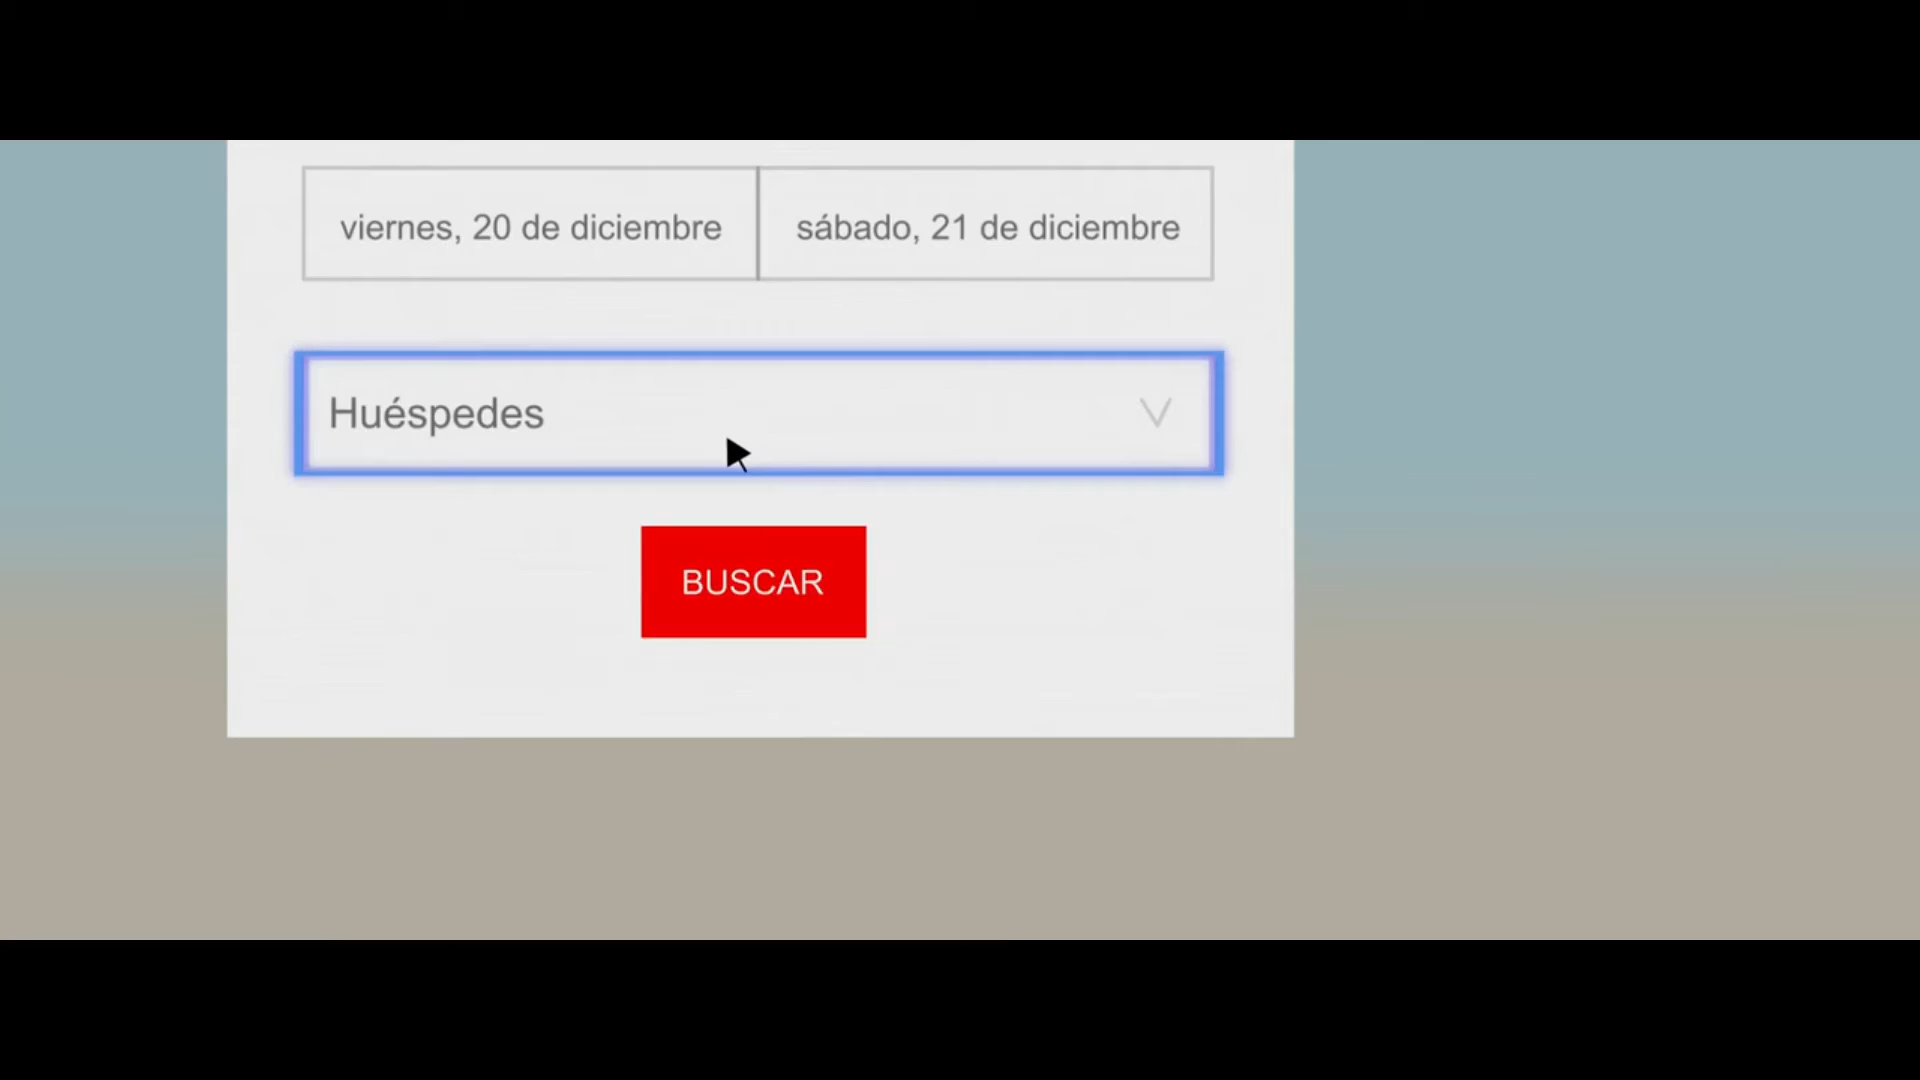 viernes, 20 de diciembre
sábado, 21 de diciembre
Huéspedes
BUSCAR